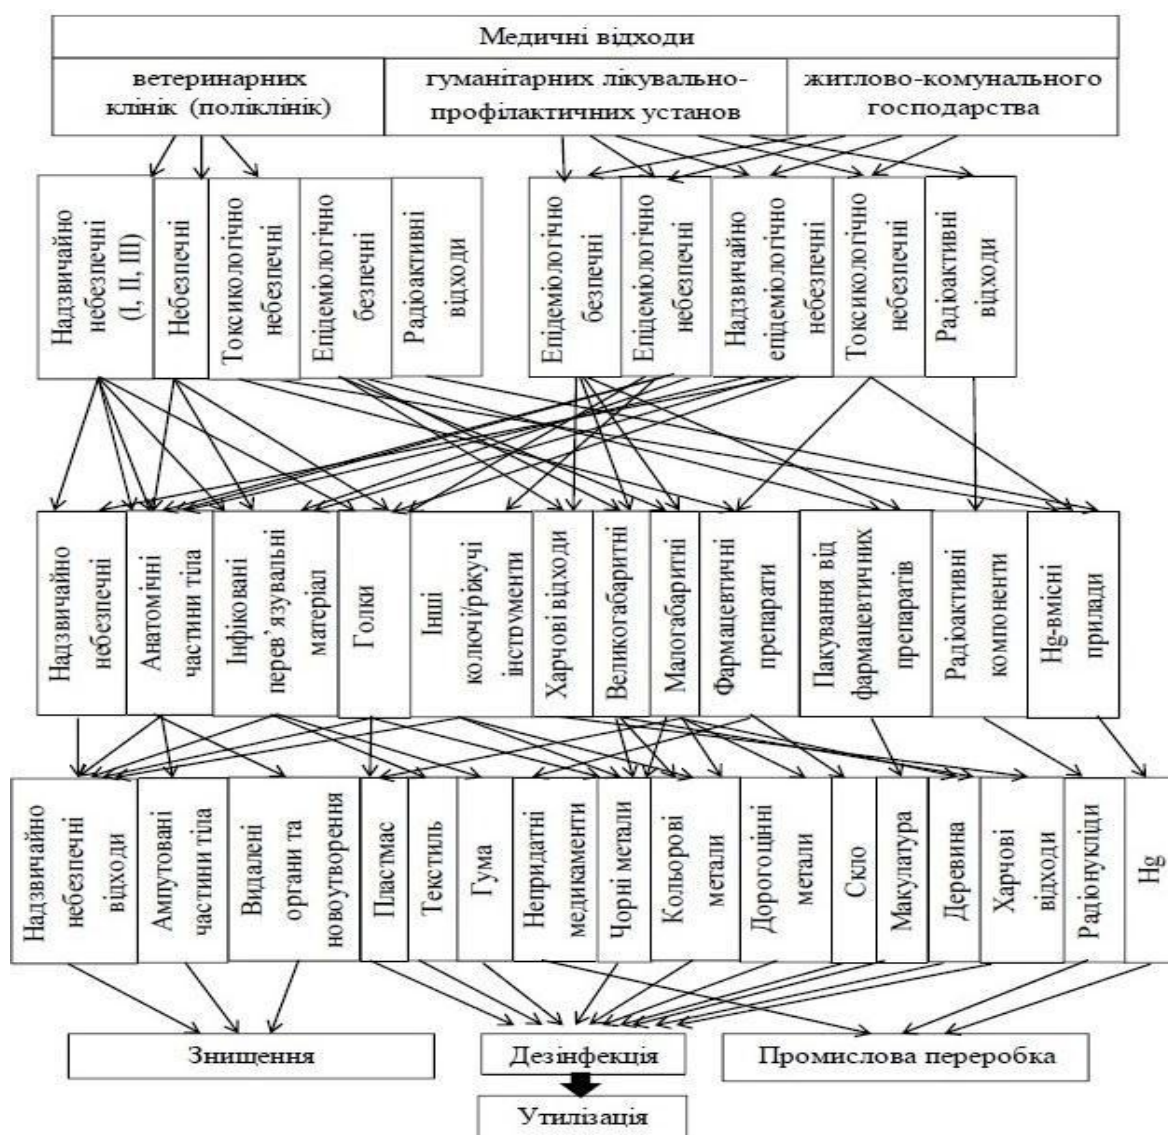 Медичні відходи
ветеринарних
клінік (поліклінік)
гуманітарних лікувально-
профілактичних установ
житлово-комунального
господарства
Надзвичайно
небезпечні
(I, II, III)
Небезпечні
Токсикологічно
небезпечні
Епідеміологічно
безпечні
Радіоактивні
відходи
Епідеміологічно
безпечні
Епідеміологічно
небезпечні
Надзвичайно
епідеміологічно
небезпечні
Токсикологічно
небезпечні
Радіоактивні
відходи
Надзвичайно
небезпечні
Анатомічні
частини тіла
Інфіковані
перев’язувальні
матеріал
Голки
Інші
колючі/ріжучі
інструменти
Харчові відходи
Великогабаритні
Малогабаритні
Фармацевтичні
препарати
Пакування від
фармацевтичних
препаратів
Радіоактивні
компоненти
Hg-вмісні
прилади
Надзвичайно
небезпечні
відходи
Ампутовані
частини тіла
Видалені
органи та
новоутворення
Пластмас
Текстиль
Гума
Непридатні
медикаменти
Чорні метали
Кольорові
метали
Дорогоцінні
метали
Скло
Макулатура
Деревина
Харчові
відходи
Радіонукліди
Hg
Знищення
Дезінфекція
Промислова переробка
Утилізація